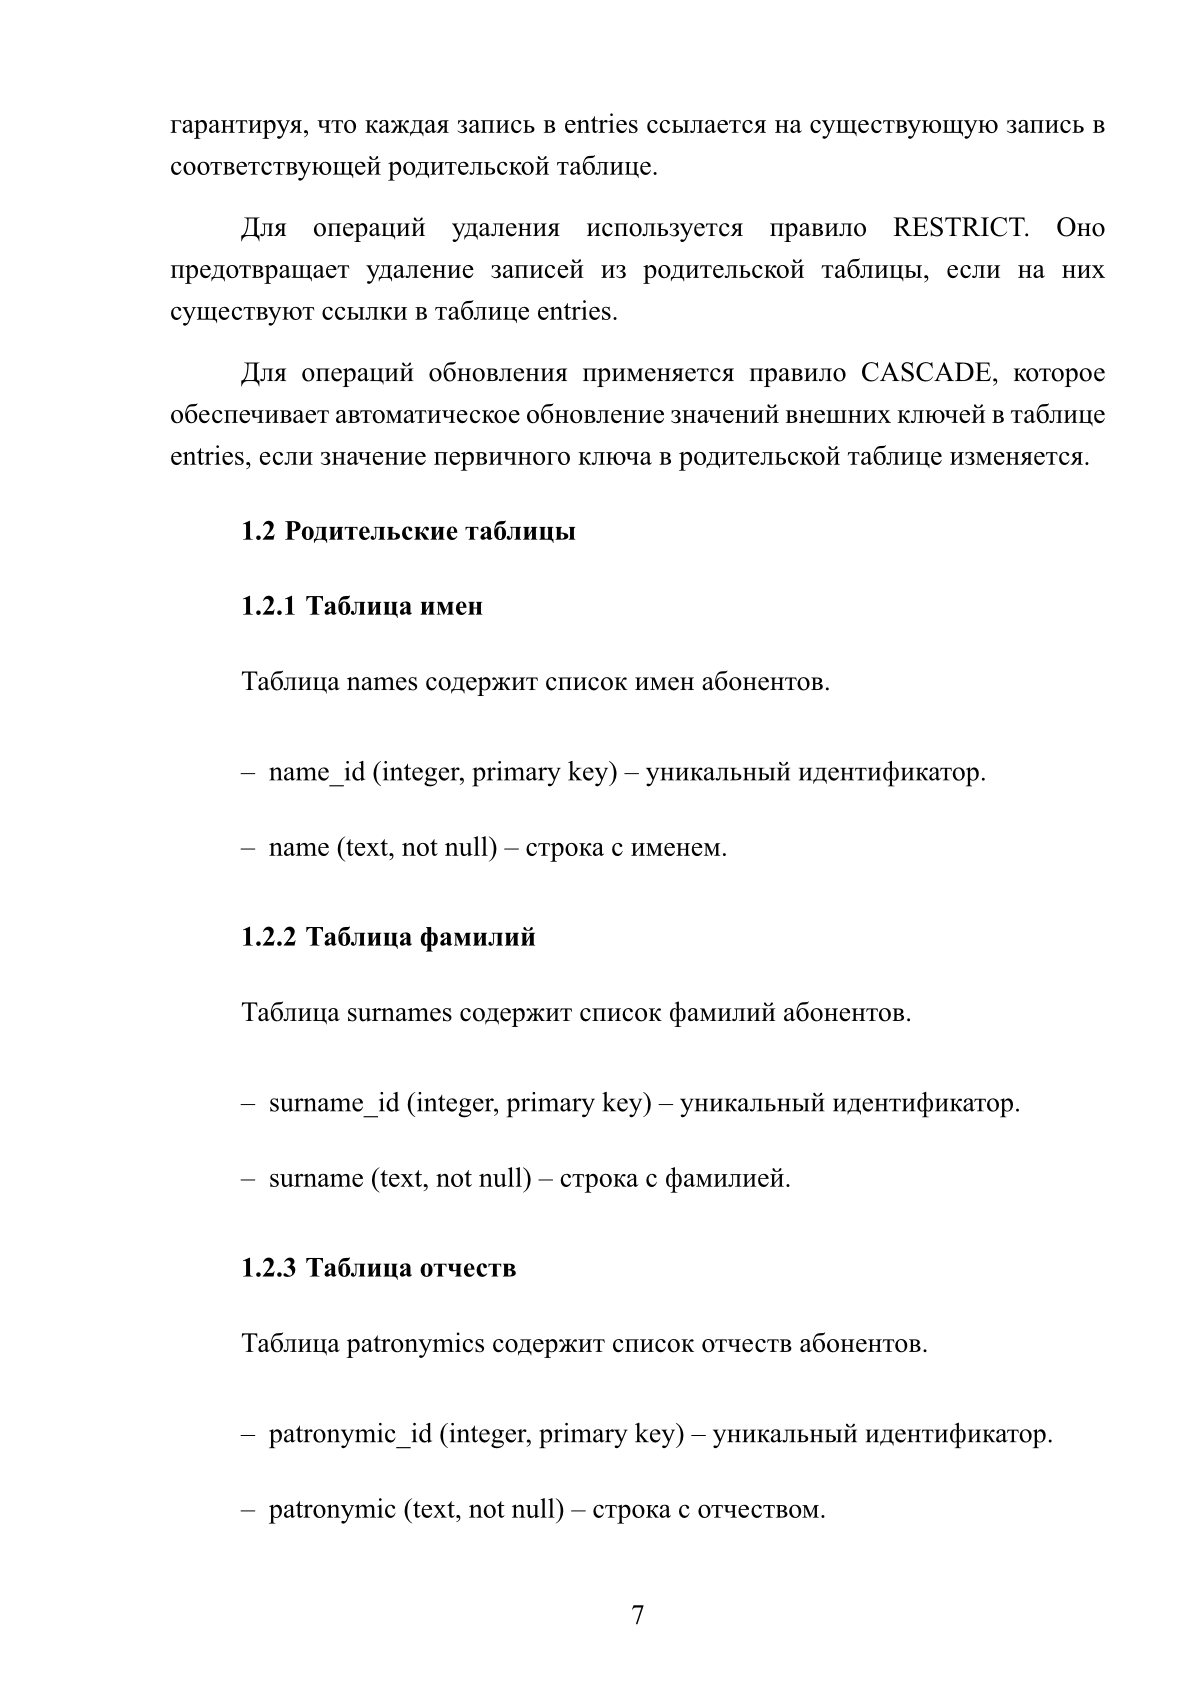 гарантируя, что каждая запись в entries ссылается на существующую запись в
соответствующей родительской таблице.
Для операций удаления используется правило RESTRICT. Оно
предотвращает удаление записей из родительской таблицы, если на них
существуют ссылки в таблице entries.
Для операций обновления применяется правило CASCADE, которое
обеспечивает автоматическое обновление значений внешних ключей в таблице
entries, если значение первичного ключа в родительской таблице изменяется.
1.2 Родительские таблицы
1.2.1 Таблица имен
Таблица names содержит список имен абонентов.
– name_id (integer, primary key) – уникальный идентификатор.
– name (text, not null) – строка с именем.
1.2.2 Таблица фамилий
Таблица surnames содержит список фамилий абонентов.
– surname_id (integer, primary key) – уникальный идентификатор.
– surname (text, not null) – строка с фамилией.
1.2.3 Таблица отчеств
Таблица patronymics содержит список отчеств абонентов.
– patronymic_id (integer, primary key) – уникальный идентификатор.
– patronymic (text, not null) – строка с отчеством.
7